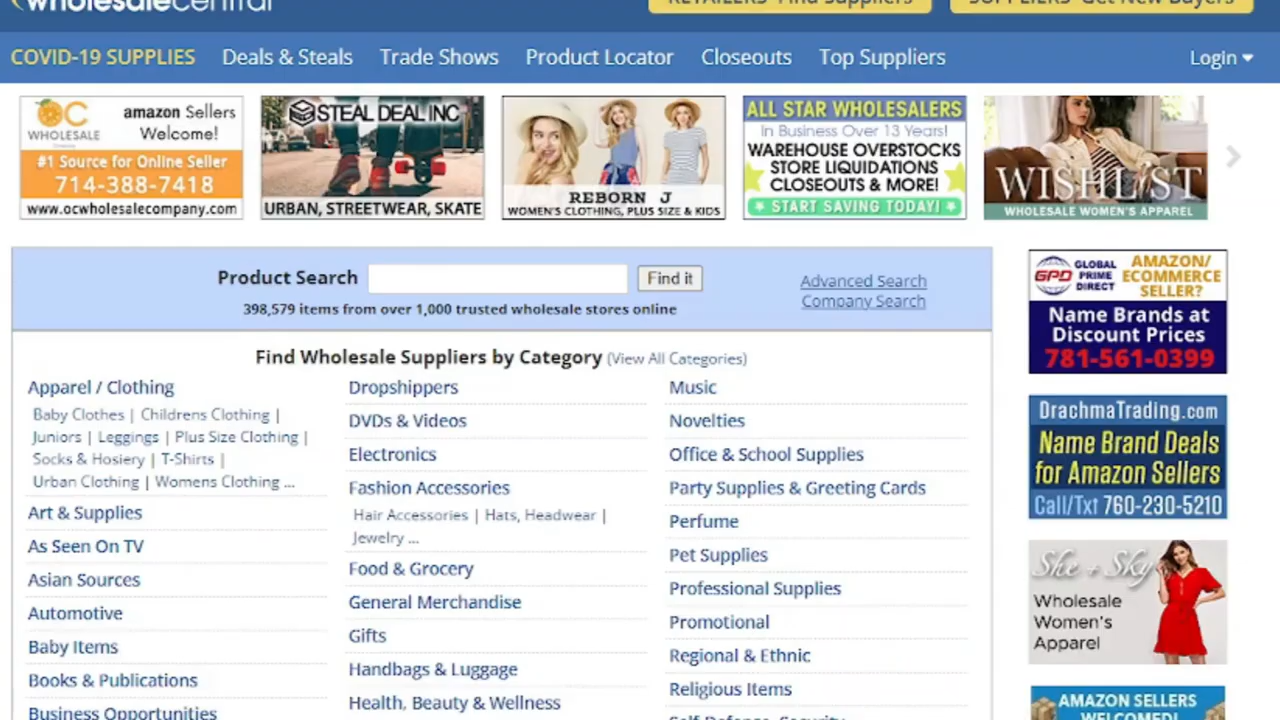 wholesalecentral
RETAILERS Find Suppliers
SUPPLIERS Get New Buyers
COVID-19 SUPPLIES Deals & Steals Trade Shows Product Locator Closeouts Top Suppliers Login
OC
WHOLESALE
amazon Sellers
Welcome!
#1 Source for Online Seller
714-388-7418
www.ocwholesalecompany.com
STEAL DEAL INC
URBAN, STREETWEAR, SKATE
REBORN J
WOMEN'S CLOTHING, PLUS SIZE & KIDS
ALL STAR WHOLESALERS
In Business Over 13 Years!
WAREHOUSE OVERSTOCKS
STORE LIQUIDATIONS
CLOSEOUTS & MORE!
START SAVING TODAY!
WISHLIST
WHOLESALE WOMEN'S APPAREL
Product Search Find it
398,579 items from over 1,000 trusted wholesale stores online
Advanced Search
Company Search
Find Wholesale Suppliers by Category (View All Categories)
Apparel / Clothing
Baby Clothes | Childrens Clothing |
Juniors | Leggings | Plus Size Clothing |
Socks & Hosiery | T-Shirts |
Urban Clothing | Womens Clothing ...
Art & Supplies
As Seen On TV
Asian Sources
Automotive
Baby Items
Books & Publications
Business Opportunities
Dropshippers
DVDs & Videos
Electronics
Fashion Accessories
Hair Accessories | Hats, Headwear |
Jewelry ...
Food & Grocery
General Merchandise
Gifts
Handbags & Luggage
Health, Beauty & Wellness
Music
Novelties
Office & School Supplies
Party Supplies & Greeting Cards
Perfume
Pet Supplies
Professional Supplies
Promotional
Regional & Ethnic
Religious Items
Self-Defense, Security
GPD
GLOBAL
PRIME
DIRECT
AMAZON/
ECOMMERCE
SELLER?
Name Brands at
Discount Prices
781-561-0399
DrachmaTrading.com
Name Brand Deals
for Amazon Sellers
Call/Txt 760-230-5210
She + Sky
Wholesale
Women's
Apparel
AMAZON SELLERS
WELCOMED!